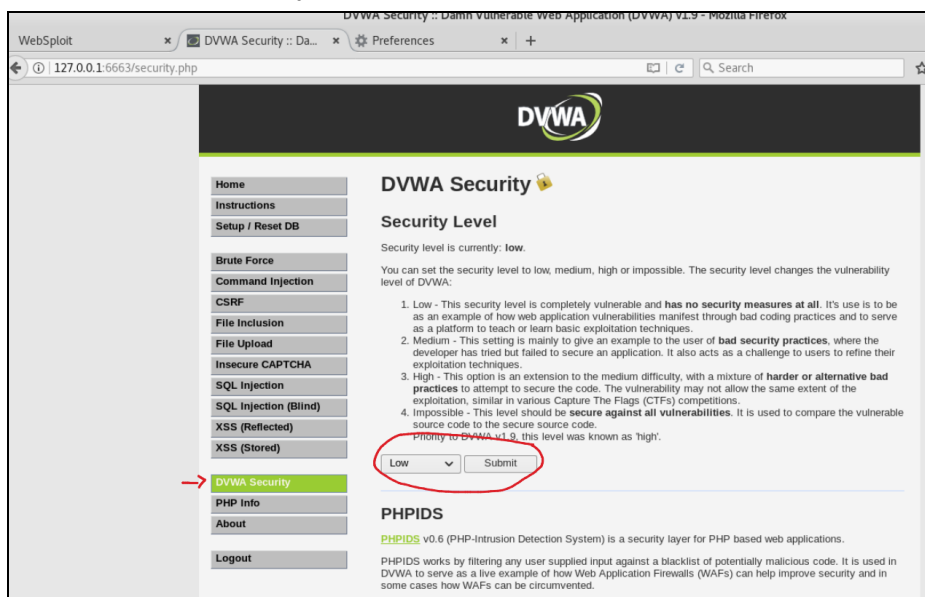 DVWA Security :: Damn Vulnerable Web Application (DVWA) v1.9 - Mozilla Firefox
WebSploit
DVWA Security :: Da...
Preferences
127.0.0.1:6663/security.php
Search
DVWA
Home
Instructions
Setup / Reset DB
Brute Force
Command Injection
CSRF
File Inclusion
File Upload
Insecure CAPTCHA
SQL Injection
SQL Injection (Blind)
XSS (Reflected)
XSS (Stored)
DVWA Security
PHP Info
About
Logout
DVWA Security
Security Level
Security level is currently: low.
You can set the security level to low, medium, high or impossible. The security level changes the vulnerability
level of DVWA:
1. Low - This security level is completely vulnerable and has no security measures at all. It's use is to be
as an example of how web application vulnerabilities manifest through bad coding practices and to serve
as a platform to teach or learn basic exploitation techniques.
2. Medium - This setting is mainly to give an example to the user of bad security practices, where the
developer has tried but failed to secure an application. It also acts as a challenge to users to refine their
exploitation techniques.
3. High - This option is an extension to the medium difficulty, with a mixture of harder or alternative bad
practices to attempt to secure the code. The vulnerability may not allow the same extent of the
exploitation, similar in various Capture The Flags (CTFs) competitions.
4. Impossible - This level should be secure against all vulnerabilities. It is used to compare the vulnerable
source code to the secure source code.
Priority to DVWA v1.9, this level was known as 'high'.
Low
Submit
PHPIDS
PHPIDS v0.6 (PHP-Intrusion Detection System) is a security layer for PHP based web applications.
PHPIDS works by filtering any user supplied input against a blacklist of potentially malicious code. It is used in
DVWA to serve as a live example of how Web Application Firewalls (WAFs) can help improve security and in
some cases how WAFs can be circumvented.